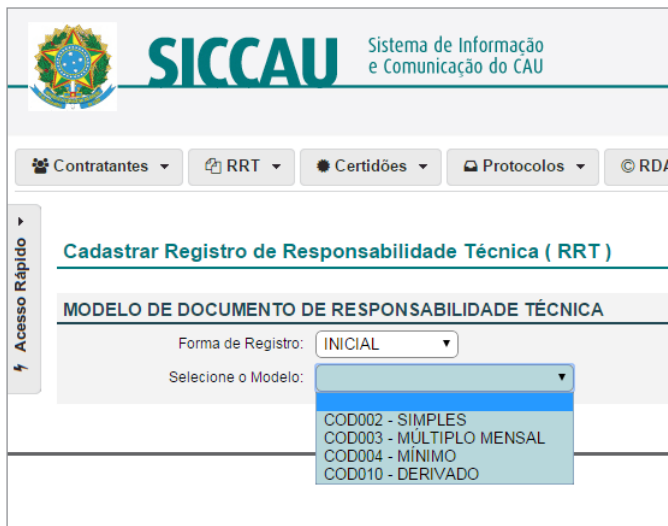 SICCAU
Sistema de Informação
e Comunicação do CAU
Contratantes
RRT
Certidões
Protocolos
© RDA
Acesso Rápido
Cadastrar Registro de Responsabilidade Técnica ( RRT )
MODELO DE DOCUMENTO DE RESPONSABILIDADE TÉCNICA
Forma de Registro: INICIAL
Selecione o Modelo:
COD002 - SIMPLES
COD003 - MÚLTIPLO MENSAL
COD004 - MÍNIMO
COD010 - DERIVADO